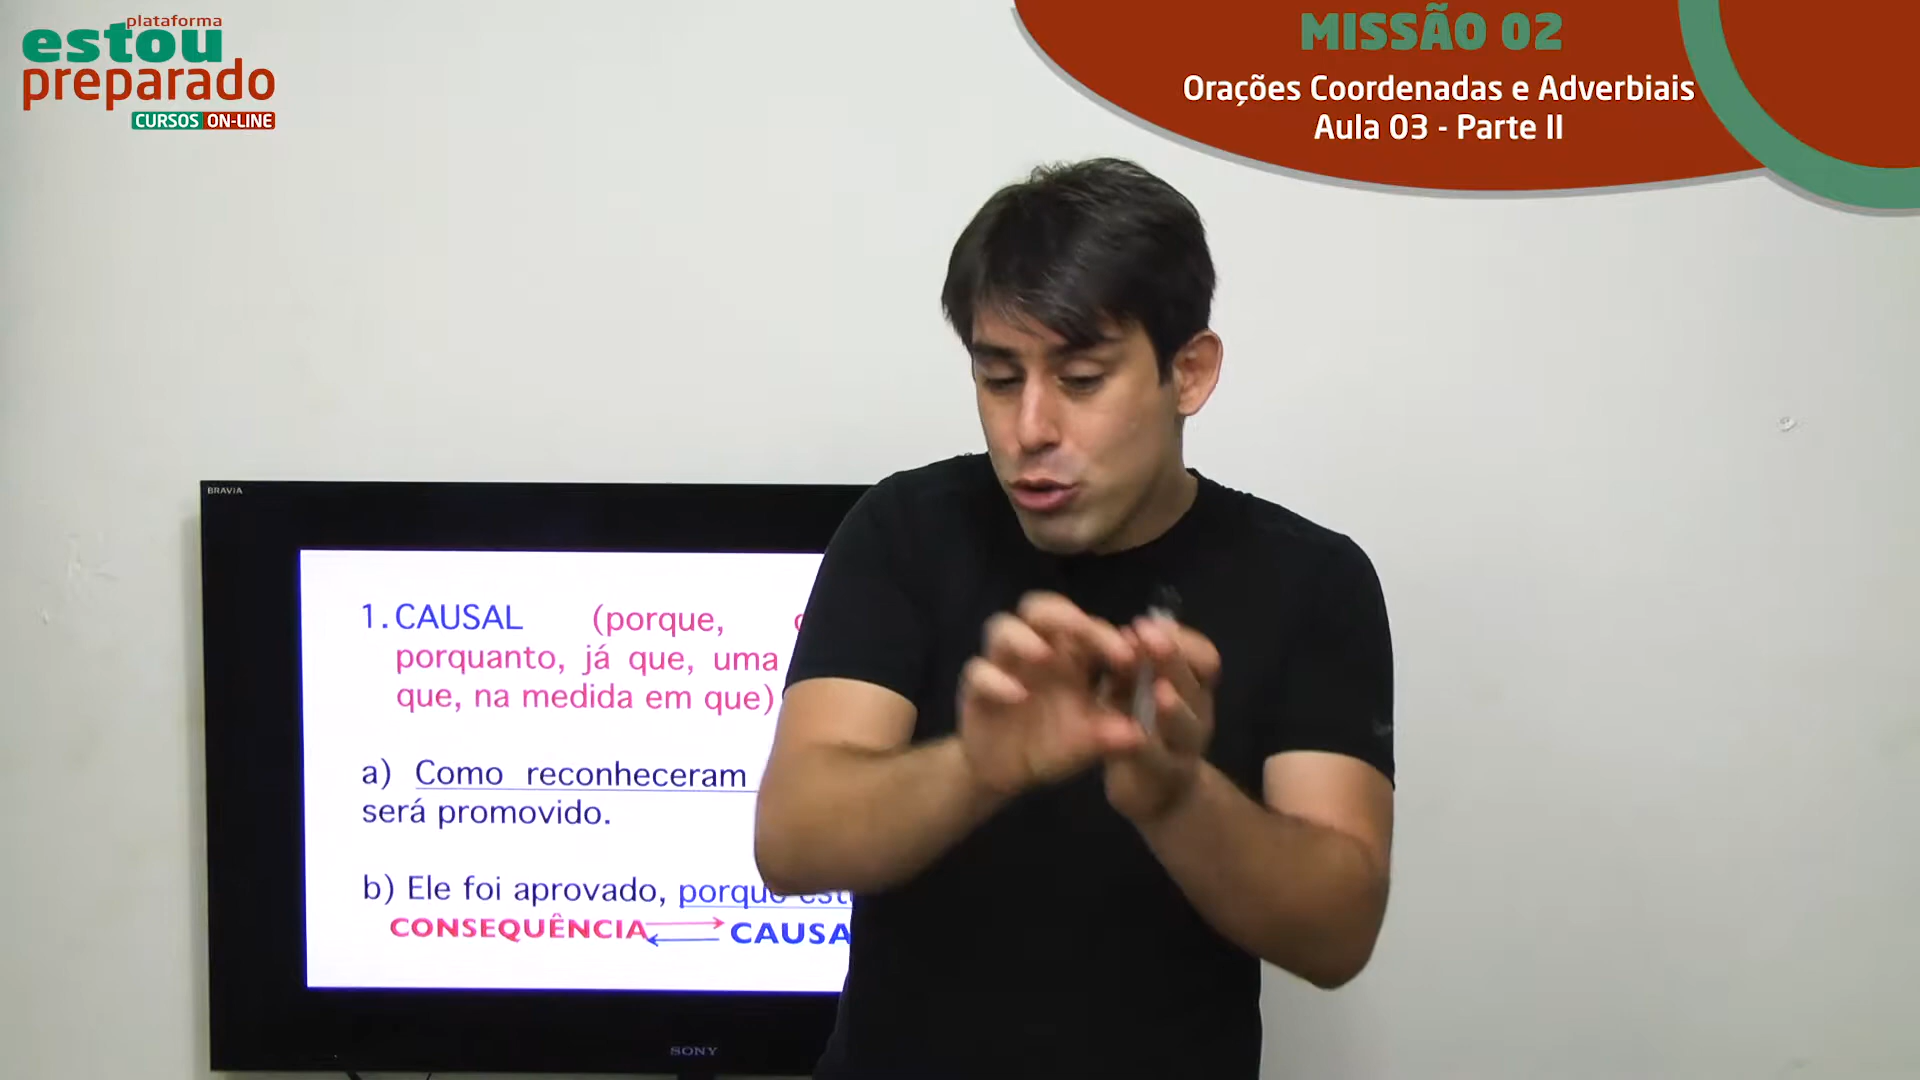 plataforma
estou
preparado
CURSOS ON-LINE
MISSÃO 02
Orações Coordenadas e Adverbiais
Aula 03 - Parte II
BRAVIA
1. CAUSAL (porque,
porquanto, já que, uma
que, na medida em que)
a) Como reconheceram
será promovido.
b) Ele foi aprovado, porque
CONSEQUÊNCIA CAUSA
SONY